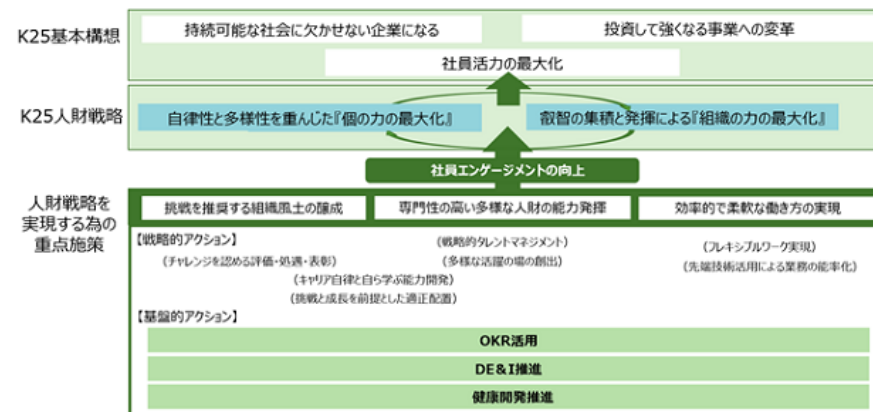 K25基本構想
持続可能な社会に欠かせない企業になる
投資して強くなる事業への変革
社員活力の最大化
K25人財戦略
自律性と多様性を重んじた『個の力の最大化』
叡智の集積と発揮による『組織の力の最大化』
社員エンゲージメントの向上
人財戦略を
実現する為の
重点施策
挑戦を推奨する組織風土の醸成
専門性の高い多様な人財の能力発揮
効率的で柔軟な働き方の実現
【戦略的アクション】
（チャレンジを認める評価・処遇・表彰）
（戦略的タレントマネジメント）
（多様な活躍の場の創出）
（フレキシブルワーク実現）
（先端技術活用による業務の能率化）
（キャリア自律と自ら学ぶ能力開発）
（挑戦と成長を前提とした適正配置）
【基盤的アクション】
OKR活用
DE&I推進
健康開発推進